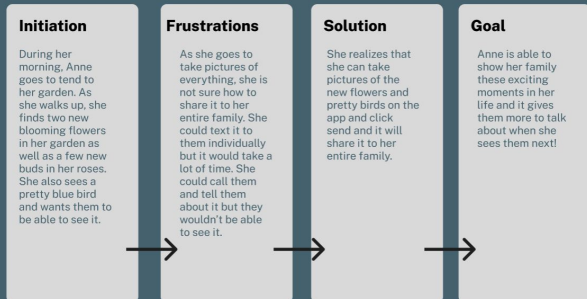 Initiation
During her
morning, Anne
goes to tend to
her garden. As
she walks up, she
finds two new
blooming flowers
in her garden as
well as a few new
buds in her roses.
She also sees a
pretty blue bird
and wants them to
be able to see it.
Frustrations
As she goes to
take pictures of
everything, she is
not sure how to
share it to her
entire family. She
could text it to
them individually
but it would take a
lot of time. She
could call them
and tell them
about it but they
wouldn't be able
to see it.
Solution
She realizes that
she can take
pictures of the
new flowers and
pretty birds on the
app and click
send and it will
share it to her
entire family.
Goal
Anne is able to
show her family
these exciting
moments in her
life and it gives
them more to talk
about when she
sees them next!